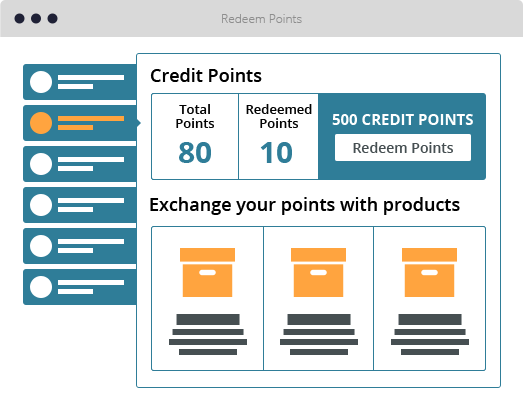 Redeem Points
Credit Points
Total
Points
80
Redeemed
Points
10
500 CREDIT POINTS
Redeem Points
Exchange your points with products